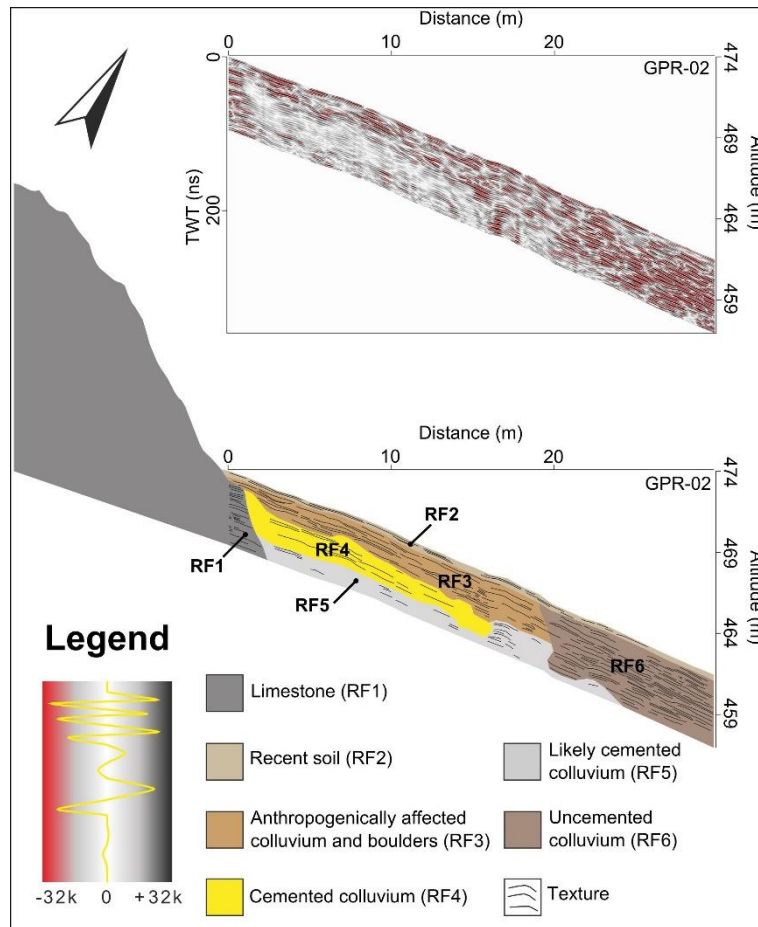 Distance (m)
0 10 20
0
GPR-02
474
469
464
459
Altitude (m)
TWT (ns)
200
Distance (m)
0 10 20
GPR-02
474
469
464
459
Altitude (m)
RF2
RF4
RF3
RF1
RF5
RF6
Legend
-32k 0 +32k
Limestone (RF1)
Recent soil (RF2)
Anthropogenically affected
colluvium and boulders (RF3)
Cemented colluvium (RF4)
Likely cemented
colluvium (RF5)
Uncemented
colluvium (RF6)
Texture